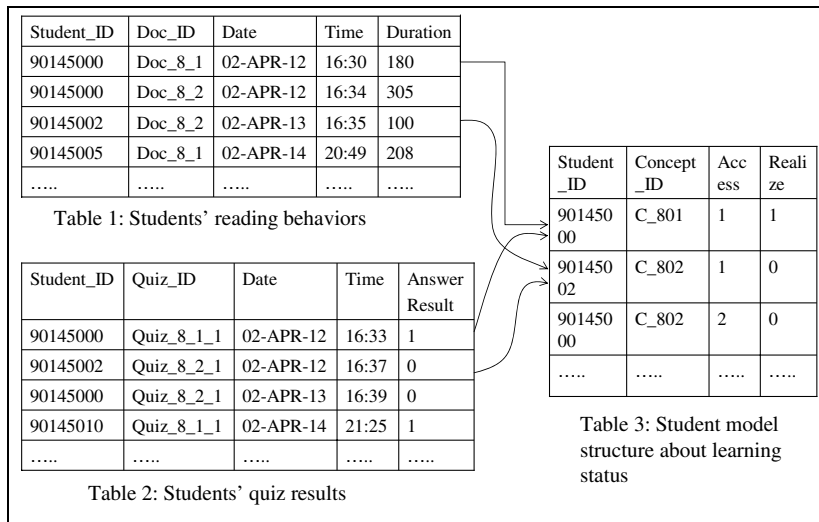 Student_ID Doc_ID Date Time Duration
90145000 Doc_8_1 02-APR-12 16:30 180
90145000 Doc_8_2 02-APR-12 16:34 305
90145002 Doc_8_2 02-APR-13 16:35 100
90145005 Doc_8_1 02-APR-14 20:49 208
….. ….. ….. ….. …..
Table 1: Students’ reading behaviors
Student_ID Quiz_ID Date Time Answer
Result
90145000 Quiz_8_1_1 02-APR-12 16:33 1
90145002 Quiz_8_2_1 02-APR-12 16:37 0
90145000 Quiz_8_2_1 02-APR-13 16:39 0
90145010 Quiz_8_1_1 02-APR-14 21:25 1
….. ….. ….. ….. …..
Table 2: Students’ quiz results
Student Concept Acc Reali
_ID _ID ess ze
901450 C_801 1 1
00
901450 C_802 1 0
02
901450 C_802 2 0
00
….. ….. ….. …..
Table 3: Student model
structure about learning
status